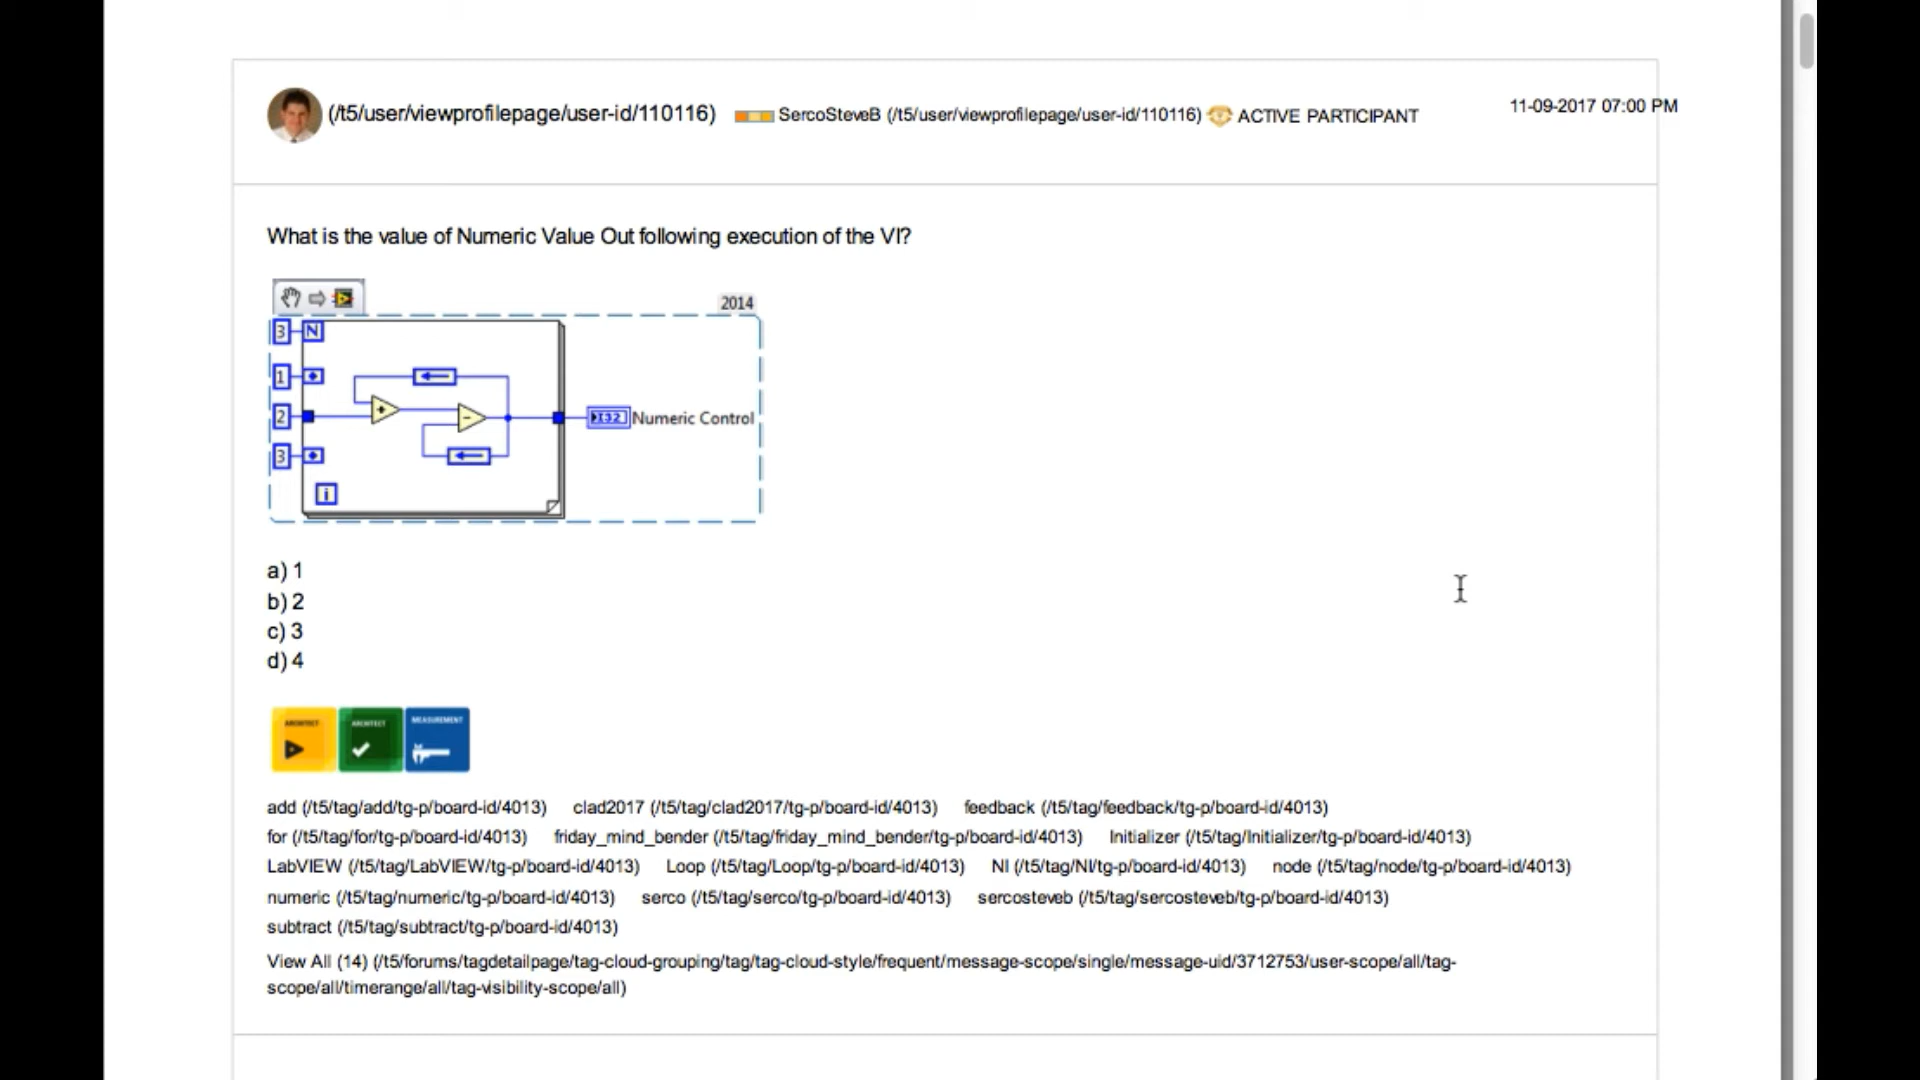 (/t5/user/viewprofilepage/user-id/110116) SercoSteveB (/t5/user/viewprofilepage/user-id/110116) ACTIVE PARTICIPANT 11-09-2017 07:00 PM
What is the value of Numeric Value Out following execution of the VI?
2014
3 N
1
2 + - I32 Numeric Control
3
i
a) 1
b) 2
c) 3
d) 4
ARCHITECT ARCHITECT MEASUREMENT
add (/t5/tag/add/tg-p/board-id/4013) clad2017 (/t5/tag/clad2017/tg-p/board-id/4013) feedback (/t5/tag/feedback/tg-p/board-id/4013)
for (/t5/tag/for/tg-p/board-id/4013) friday_mind_bender (/t5/tag/friday_mind_bender/tg-p/board-id/4013) Initializer (/t5/tag/Initializer/tg-p/board-id/4013)
LabVIEW (/t5/tag/LabVIEW/tg-p/board-id/4013) Loop (/t5/tag/Loop/tg-p/board-id/4013) NI (/t5/tag/NI/tg-p/board-id/4013) node (/t5/tag/node/tg-p/board-id/4013)
numeric (/t5/tag/numeric/tg-p/board-id/4013) serco (/t5/tag/serco/tg-p/board-id/4013) sercosteveb (/t5/tag/sercosteveb/tg-p/board-id/4013)
subtract (/t5/tag/subtract/tg-p/board-id/4013)
View All (14) (/t5/forums/tagdetailpage/tag-cloud-grouping/tag/tag-cloud-style/frequent/message-scope/single/message-uid/3712753/user-scope/all/tag-
scope/all/timerange/all/tag-visibility-scope/all)